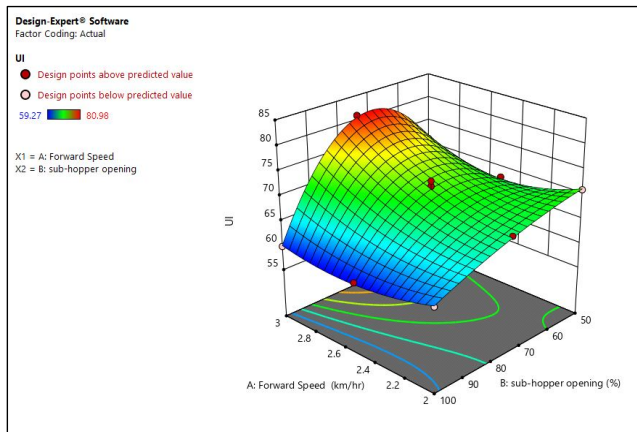 Design-Expert® Software
Factor Coding: Actual
UI
Design points above predicted value
Design points below predicted value
59.27 80.98
X1 = A: Forward Speed
X2 = B: sub-hopper opening
85
80
75
70
65
60
55
UI
3
2.8
2.6
2.4
2.2
2
A: Forward Speed (km/hr)
100
90
80
70
60
50
B: sub-hopper opening (%)